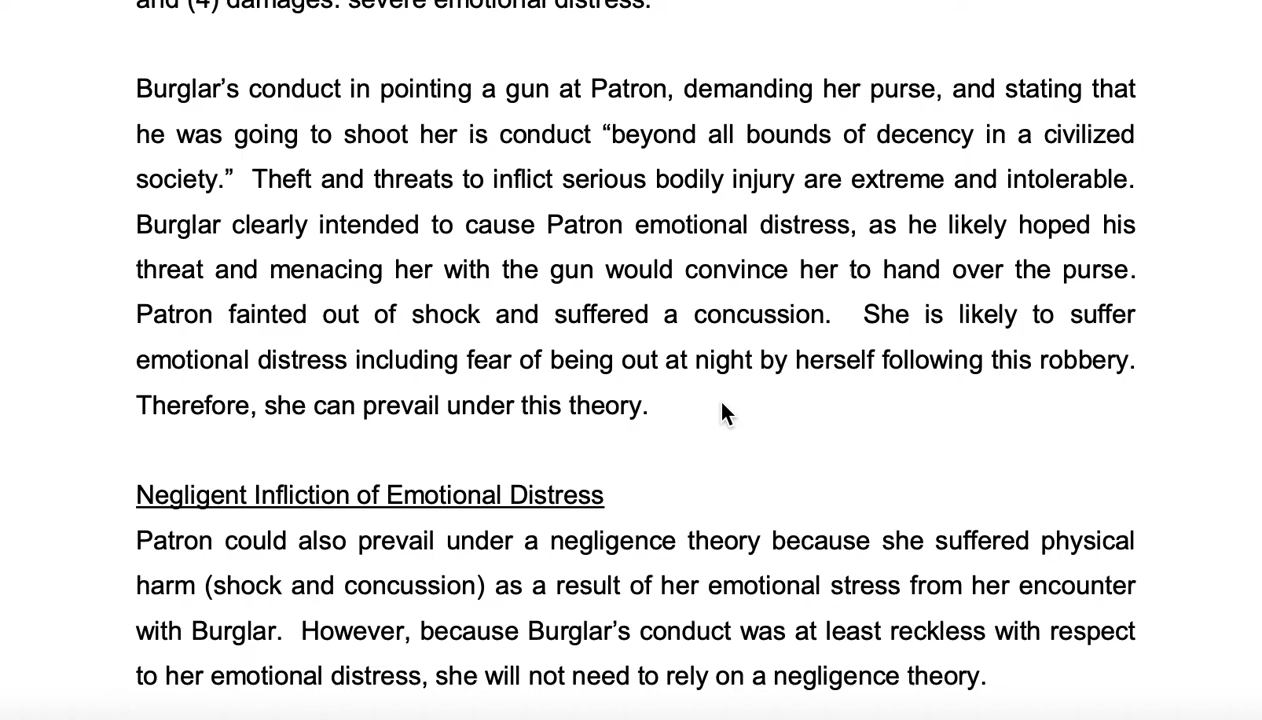 and (4) damages: severe emotional distress.
Burglar’s conduct in pointing a gun at Patron, demanding her purse, and stating that
he was going to shoot her is conduct “beyond all bounds of decency in a civilized
society.”  Theft and threats to inflict serious bodily injury are extreme and intolerable.
Burglar clearly intended to cause Patron emotional distress, as he likely hoped his
threat and menacing her with the gun would convince her to hand over the purse.
Patron fainted out of shock and suffered a concussion.  She is likely to suffer
emotional distress including fear of being out at night by herself following this robbery.
Therefore, she can prevail under this theory.
Negligent Infliction of Emotional Distress
Patron could also prevail under a negligence theory because she suffered physical
harm (shock and concussion) as a result of her emotional stress from her encounter
with Burglar.  However, because Burglar’s conduct was at least reckless with respect
to her emotional distress, she will not need to rely on a negligence theory.